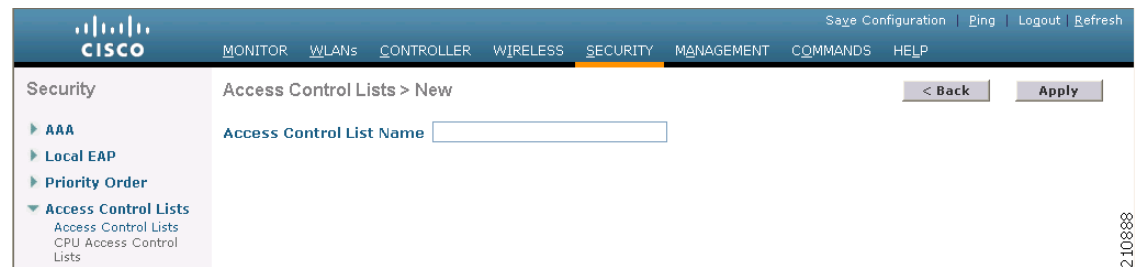 Save Configuration | Ping | Logout | Refresh
CISCO
MONITOR WLANs CONTROLLER WIRELESS SECURITY MANAGEMENT COMMANDS HELP
Security
Access Control Lists > New
< Back
Apply
AAA
Local EAP
Priority Order
Access Control Lists
Access Control Lists
CPU Access Control
Lists
Access Control List Name
210888